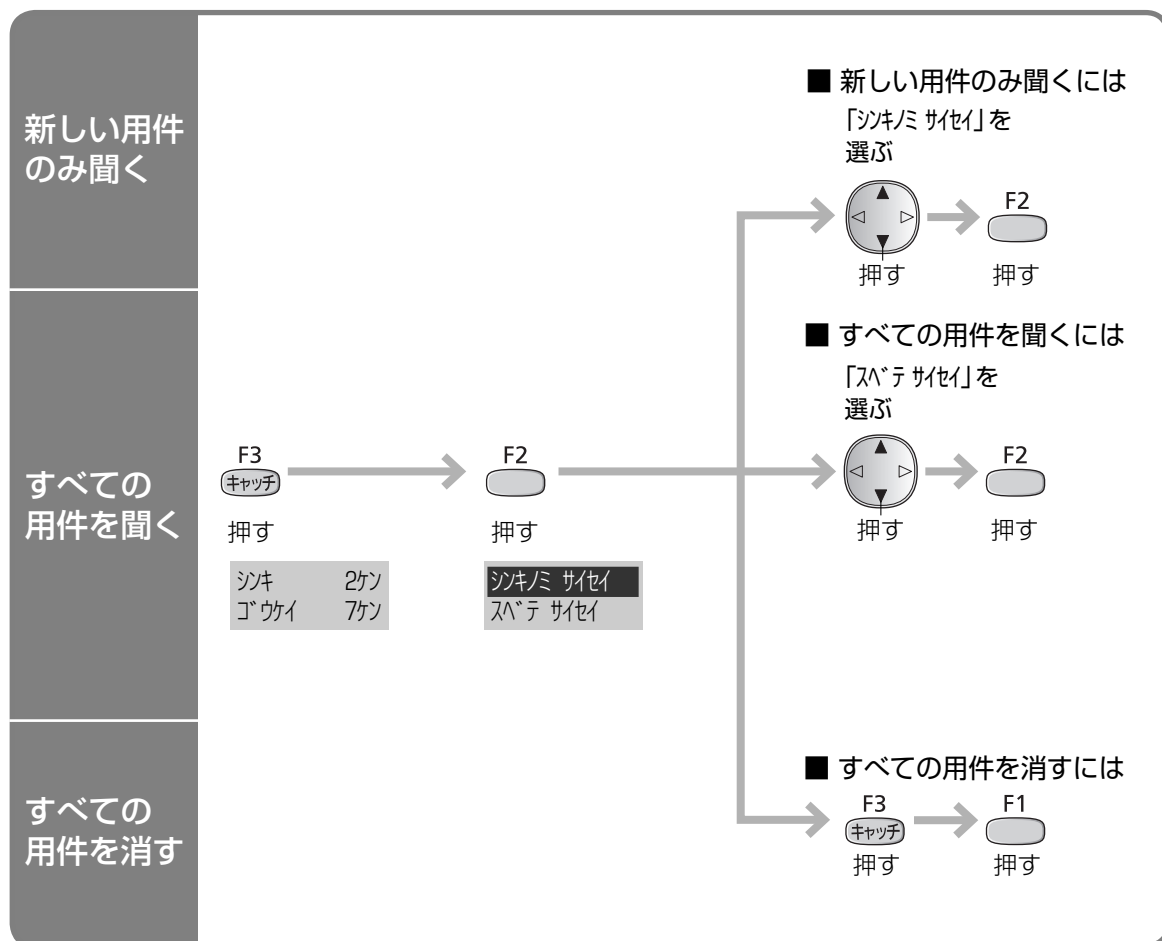 新しい用件
のみ聞く
■ 新しい用件のみ聞くには
「ｼﾝｷﾉﾐ ｻｲｾｲ」を
選ぶ
F2
押す
押す
すべての
用件を聞く
F3
キャッチ
押す
ｼﾝｷ 2ｹﾝ
ｺﾞｳｹｲ 7ｹﾝ
F2
押す
ｼﾝｷﾉﾐ ｻｲｾｲ
ｽﾍﾞﾃ ｻｲｾｲ
■ すべての用件を聞くには
「ｽﾍﾞﾃ ｻｲｾｲ」を
選ぶ
F2
押す
押す
すべての
用件を消す
■ すべての用件を消すには
F3
キャッチ
押す
F1
押す